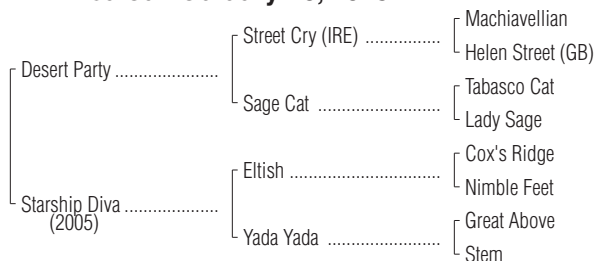 Machiavellian
Street Cry (IRE) ....................
Helen Street (GB)
Desert Party ............................
Tabasco Cat
Sage Cat ................................
Lady Sage
Cox's Ridge
Eltish ........................................
Nimble Feet
Starship Diva .........................
(2005)
Great Above
Yada Yada ..............................
Stem